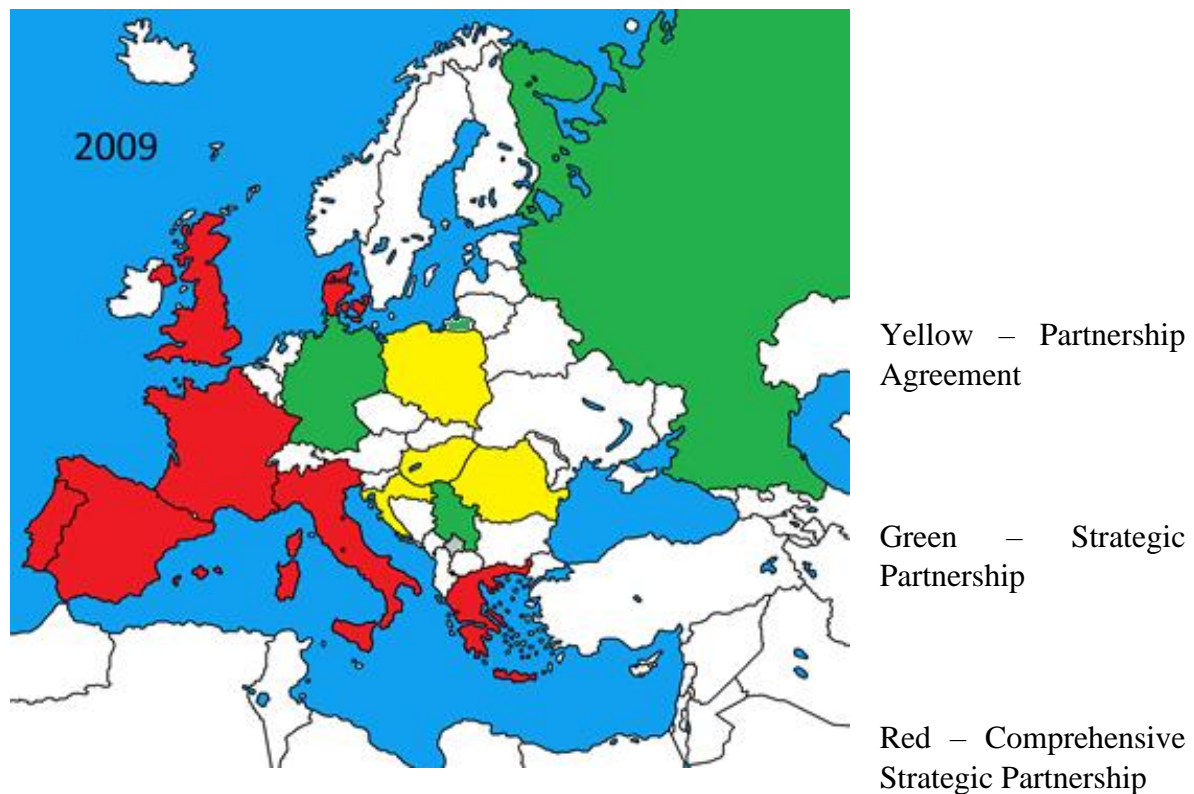 2009
Yellow – Partnership
Agreement
Green – Strategic
Partnership
Red – Comprehensive
Strategic Partnership